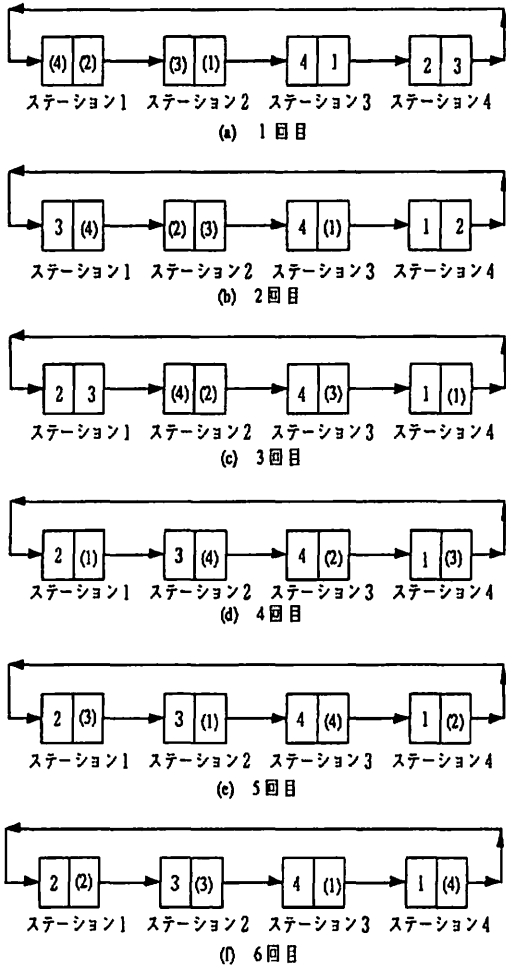 (4) (2) (3) (1) 4 1 2 3
ステーション1 ステーション2 ステーション3 ステーション4
(a) 1回目
3 (4) (2) (3) 4 (1) 1 2
ステーション1 ステーション2 ステーション3 ステーション4
(b) 2回目
2 3 (4) (2) 4 (3) 1 (1)
ステーション1 ステーション2 ステーション3 ステーション4
(c) 3回目
2 (1) 3 (4) 4 (2) 1 (3)
ステーション1 ステーション2 ステーション3 ステーション4
(d) 4回目
2 (3) 3 (1) 4 (4) 1 (2)
ステーション1 ステーション2 ステーション3 ステーション4
(e) 5回目
2 (2) 3 (3) 4 (1) 1 (4)
ステーション1 ステーション2 ステーション3 ステーション4
(f) 6回目